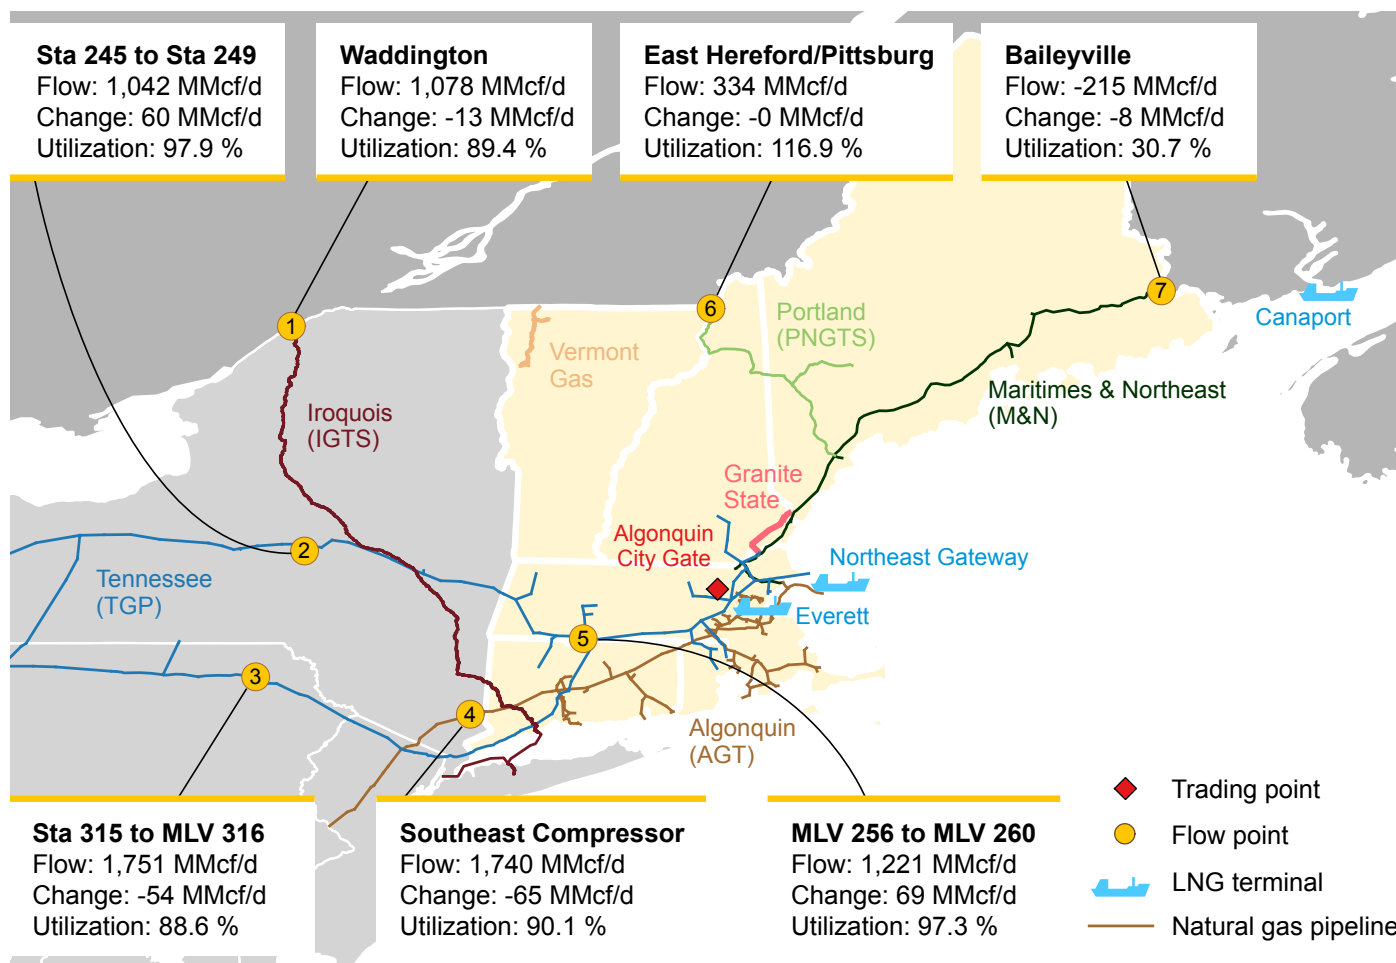 Sta 245 to Sta 249
Flow: 1,042 MMcf/d
Change: 60 MMcf/d
Utilization: 97.9 %
Waddington
Flow: 1,078 MMcf/d
Change: -13 MMcf/d
Utilization: 89.4 %
East Hereford/Pittsburg
Flow: 334 MMcf/d
Change: -0 MMcf/d
Utilization: 116.9 %
Baileyville
Flow: -215 MMcf/d
Change: -8 MMcf/d
Utilization: 30.7 %
1
6
7
Portland
(PNGTS)
Canaport
Vermont
Gas
Maritimes & Northeast
(M&N)
Iroquois
(IGTS)
Granite
State
Algonquin
City Gate
2
Northeast Gateway
Tennessee
(TGP)
Everett
5
3
4
Algonquin
(AGT)
Trading point
Flow point
LNG terminal
Natural gas pipeline
Sta 315 to MLV 316
Flow: 1,751 MMcf/d
Change: -54 MMcf/d
Utilization: 88.6 %
Southeast Compressor
Flow: 1,740 MMcf/d
Change: -65 MMcf/d
Utilization: 90.1 %
MLV 256 to MLV 260
Flow: 1,221 MMcf/d
Change: 69 MMcf/d
Utilization: 97.3 %